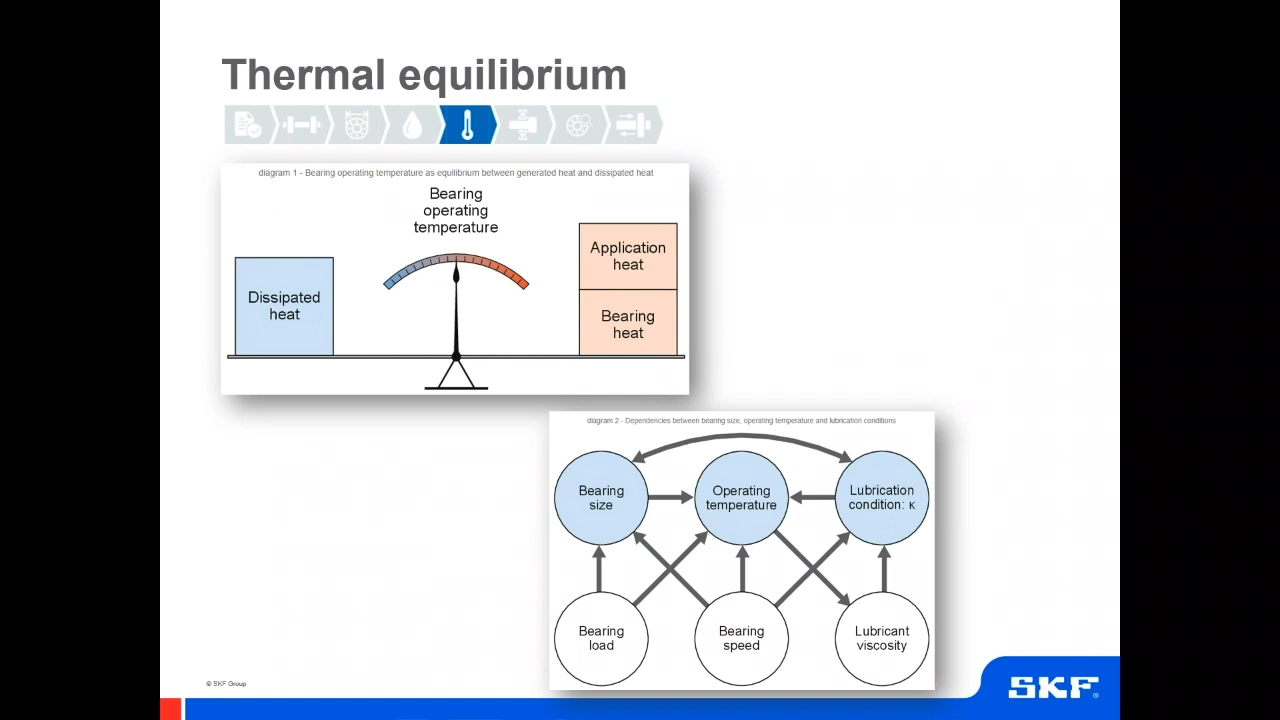 Thermal equilibrium
diagram 1 - Bearing operating temperature as equilibrium between generated heat and dissipated heat
Bearing
operating
temperature
Dissipated
heat
Application
heat
Bearing
heat
diagram 2 - Dependencies between bearing size, operating temperature and lubrication conditions
Bearing
size
Operating
temperature
Lubrication
condition: κ
Bearing
load
Bearing
speed
Lubricant
viscosity
© SKF Group
SKF®